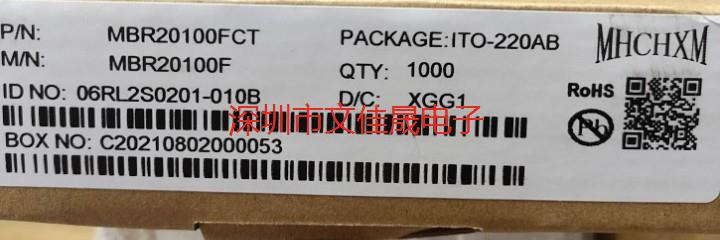 P/N: MBR20100FCT PACKAGE:ITO-220AB MHCHXM
M/N: MBR20100F QTY: 1000
RoHS
ID NO: 06RL2S0201-010B D/C: XGG1
深圳市文佳晟电子
Pb
BOX NO: C20210802000053